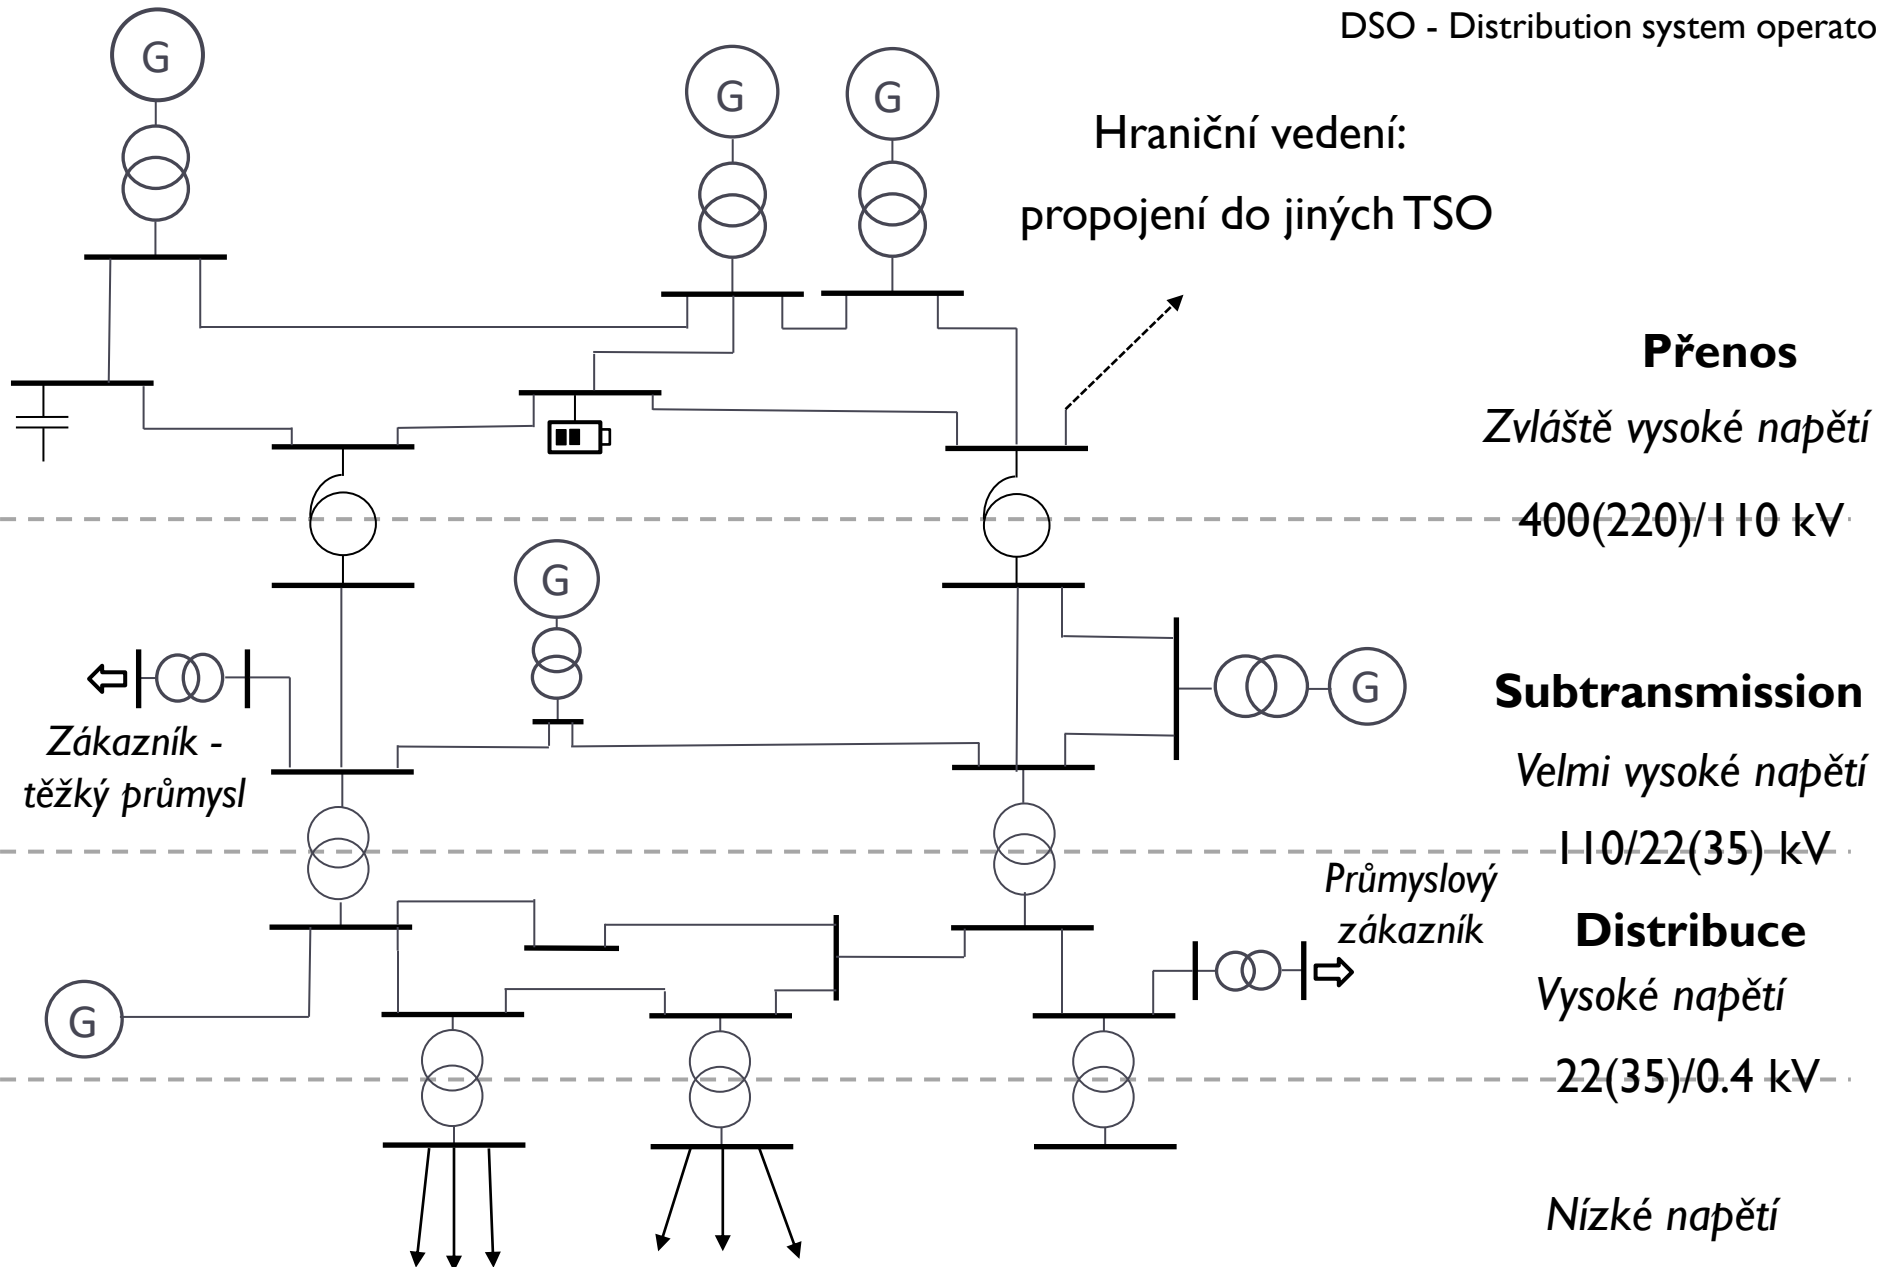 DSO - Distribution system operato
G
G
G
Hraniční vedení:
propojení do jiných TSO
Přenos
Zvláště vysoké napětí
400(220)/110 kV
G
G
Subtransmission
Zákazník -
těžký průmysl
Velmi vysoké napětí
110/22(35) kV
Průmyslový
zákazník
Distribuce
Vysoké napětí
G
22(35)/0.4 kV
Nízké napětí